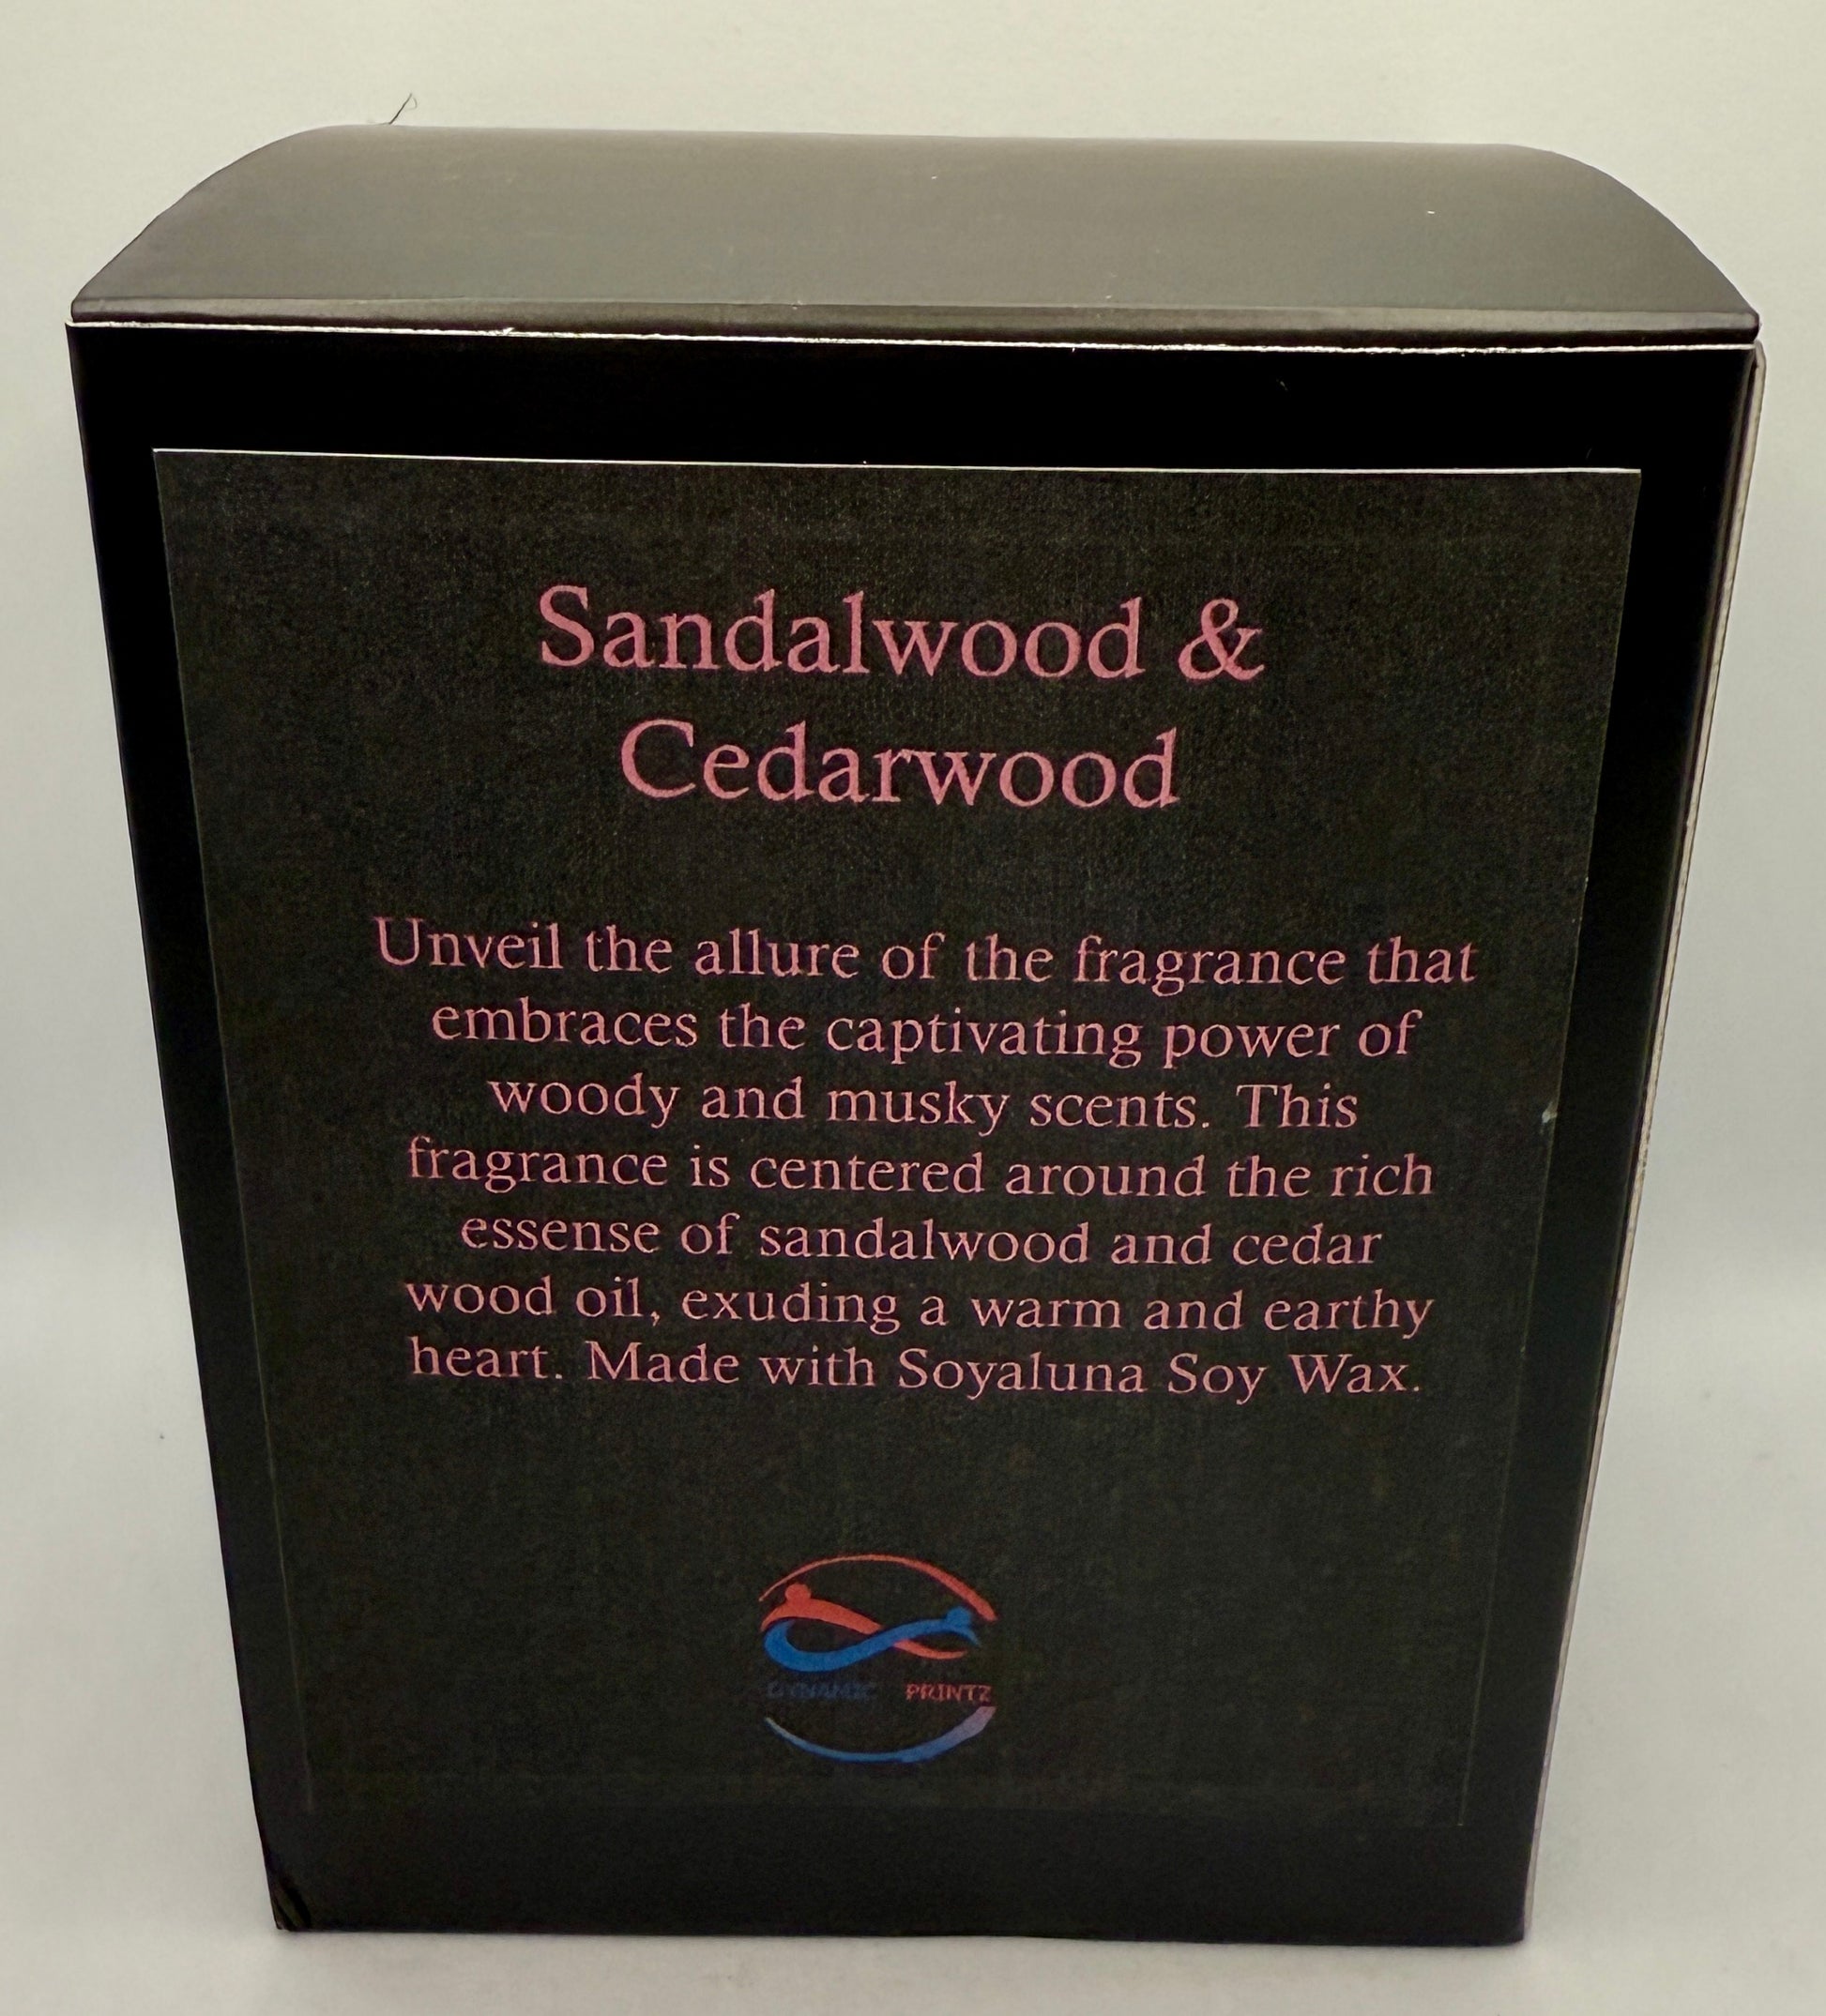 Sandalwood &
Cedarwood
Unveil the allure of the fragrance that
embraces the captivating power of
woody and musky scents. This
fragrance is centered around the rich
essense of sandalwood and cedar
wood oil, exuding a warm and earthy
heart. Made with Soyaluna Soy Wax.
DYNAMIC PRINTZ